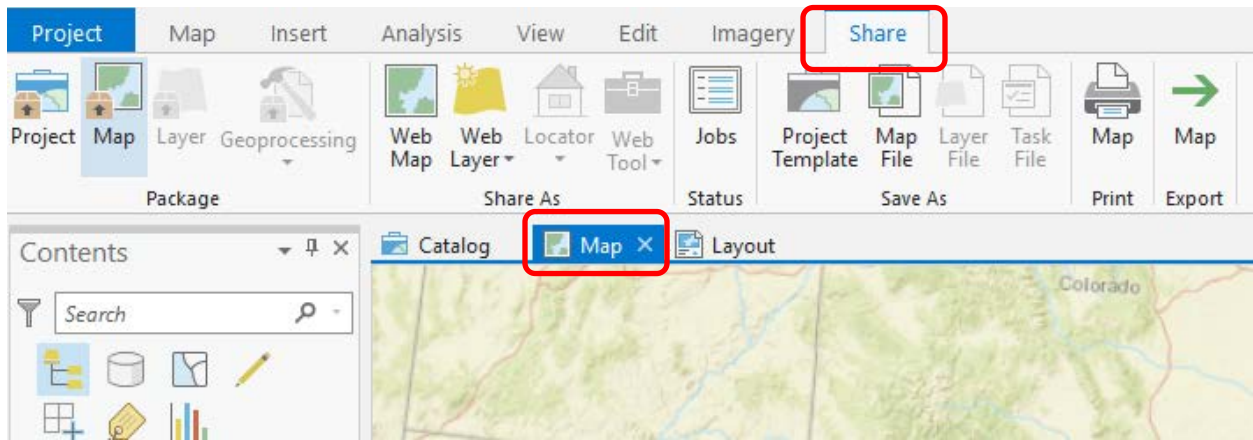 Project Map Insert Analysis View Edit Imagery Share
Project Map Layer Geoprocessing Web Map Web Layer Locator Web Tool Jobs Project Template Map File Layer File Task File Map Map
Package Share As Status Save As Print Export
Contents Catalog Map Layout
Search
Colorado